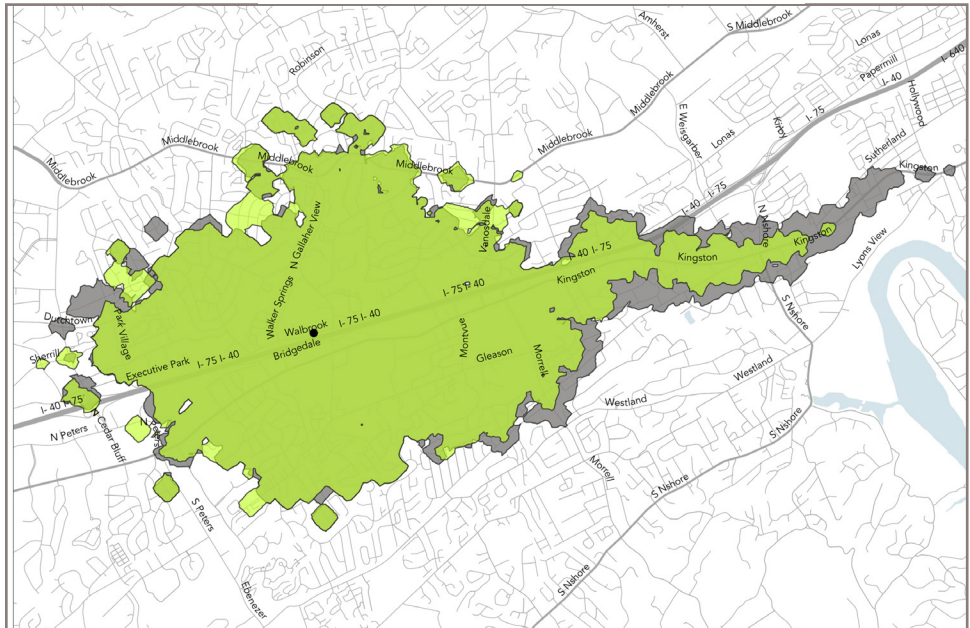 Amherst
S Middlebrook
Lonas
Robinson
I- 640
Papermill
I- 40
Middlebrook
Hollywood
I- 75
E Weisgarber
Kirby
Middlebrook
Lonas
Sutherland
Middlebrook
Middlebrook
Middlebrook
Kingston
Middlebrook
I- 40 I- 75
N Nshore
Vanosdale
N Gallaher View
Kingston
Lyons View
40 I- 75
Kingston
Kingston
I- 75 I- 40
Walker Springs
S Nshore
Dutchtown
Park Village
I- 75 I- 40
Walbrook
Montvue
Bridgedale
Sherrill
Executive Park
I- 75 I- 40
Gleason
Morrell
Westland
I- 40 I- 75
Westland
N Cedar Bluff
N Peters
N Peters
S Nshore
Morrell
S Nshore
S Peters
Ebenezer
S Nshore